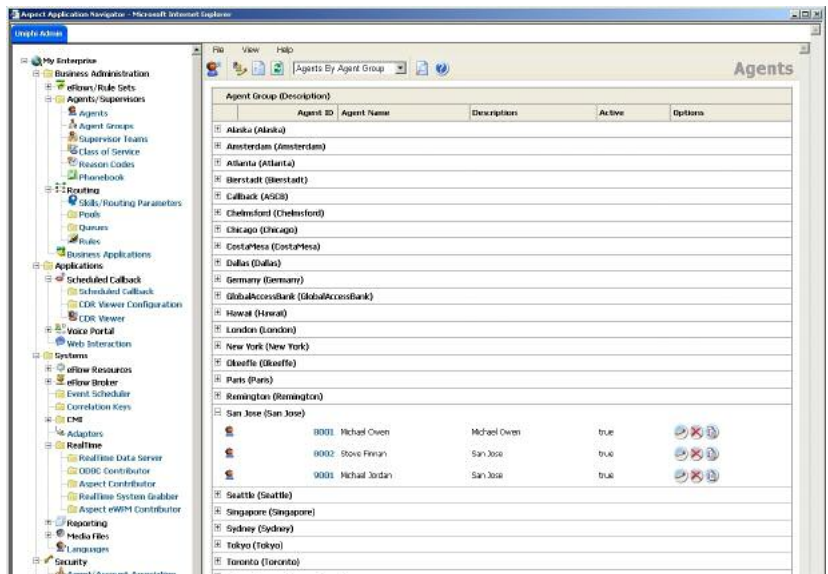 Aspect Application Navigator - Microsoft Internet Explorer
Uniphi Admin
My Enterprise
Business Administration
eFlows/Rule Sets
Agents/Supervisors
Agents
Agent Groups
Supervisor Teams
Class of Service
Reason Codes
Phonebook
Routing
Skills/Routing Parameters
Pools
Queues
Rules
Business Applications
Applications
Scheduled Callback
Scheduled Callback
CDR Viewer Configuration
CDR Viewer
Voice Portal
Web Interaction
Systems
eFlow Resources
eFlow Broker
Event Scheduler
Correlation Keys
CMI
Adaptors
RealTime
RealTime Data Server
ODBC Contributor
Aspect Contributor
RealTime System Grabber
Aspect eWFM Contributor
Reporting
Media Files
Languages
Security
Agent/Account Association
File View Help
Agents By Agent Group
Agents
Agent Group (Description)
Agent ID Agent Name Description Active Options
Alaska (Alaska)
Amsterdam (Amsterdam)
Atlanta (Atlanta)
Bierstadt (Bierstadt)
Callback (ASCB)
Chelmsford (Chelmsford)
Chicago (Chicago)
CostaMesa (CostaMesa)
Dallas (Dallas)
Germany (Germany)
GlobalAccessBank (GlobalAccessBank)
Hawaii (Hawaii)
London (London)
New York (New York)
Okeeffe (Okeeffe)
Paris (Paris)
Remington (Remington)
San Jose (San Jose)
8001 Michael Owen Michael Owen true
8002 Steve Finnan San Jose true
9001 Michael Jordan San Jose true
Seattle (Seattle)
Singapore (Singapore)
Sydney (Sydney)
Tokyo (Tokyo)
Toronto (Toronto)